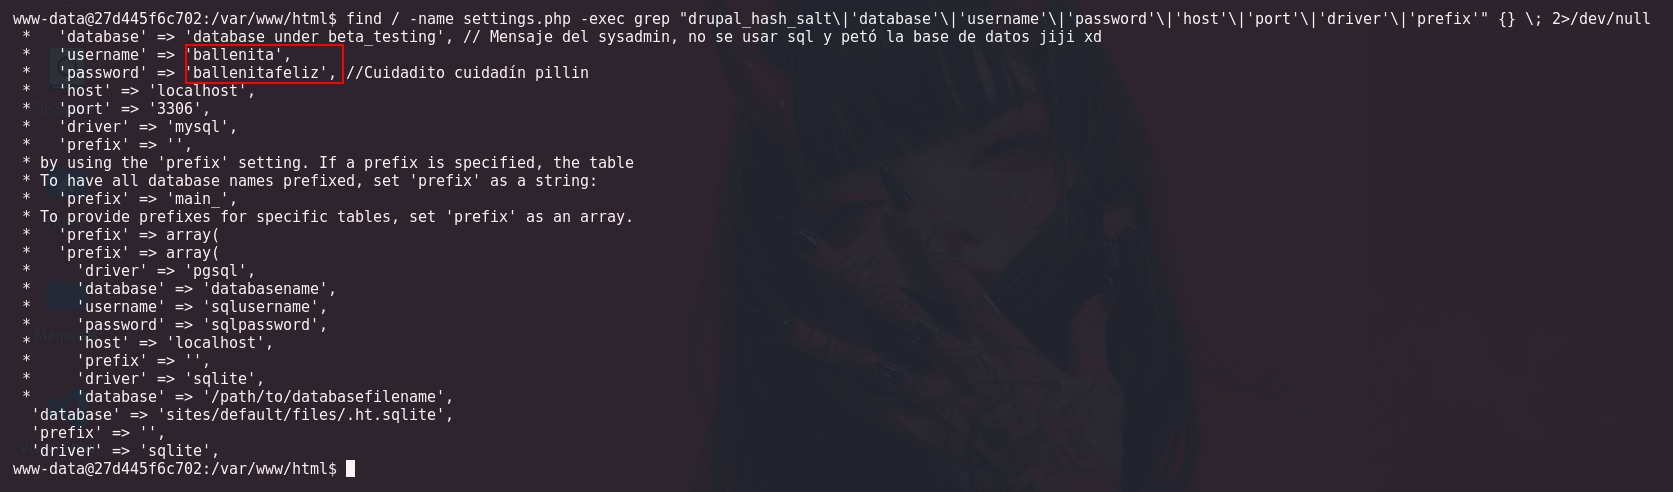 www-data@27d445f6c702:/var/www/html$ find / -name settings.php -exec grep "drupal_hash_salt\|'database'\|'username'\|'password'\|'host'\|'port'\|'driver'\|'prefix'" {} \; 2>/dev/null
 *   'database' => 'database under beta_testing', // Mensaje del sysadmin, no se usar sql y petó la base de datos jiji xd
 *   'username' => 'ballenita',
 *   'password' => 'ballenitafeliz', //Cuidadito cuidadín pillin
 *   'host' => 'localhost',
 *   'port' => '3306',
 *   'driver' => 'mysql',
 *   'prefix' => '',
 * by using the 'prefix' setting. If a prefix is specified, the table
 * To have all database names prefixed, set 'prefix' as a string:
 *   'prefix' => 'main_',
 * To provide prefixes for specific tables, set 'prefix' as an array.
 *   'prefix' => array(
 *   'prefix' => array(
 *     'driver' => 'pgsql',
 *     'database' => 'databasename',
 *     'username' => 'sqlusername',
 *     'password' => 'sqlpassword',
 *     'host' => 'localhost',
 *     'prefix' => '',
 *     'driver' => 'sqlite',
 *     'database' => '/path/to/databasefilename',
  'database' => 'sites/default/files/.ht.sqlite',
  'prefix' => '',
  'driver' => 'sqlite',
www-data@27d445f6c702:/var/www/html$